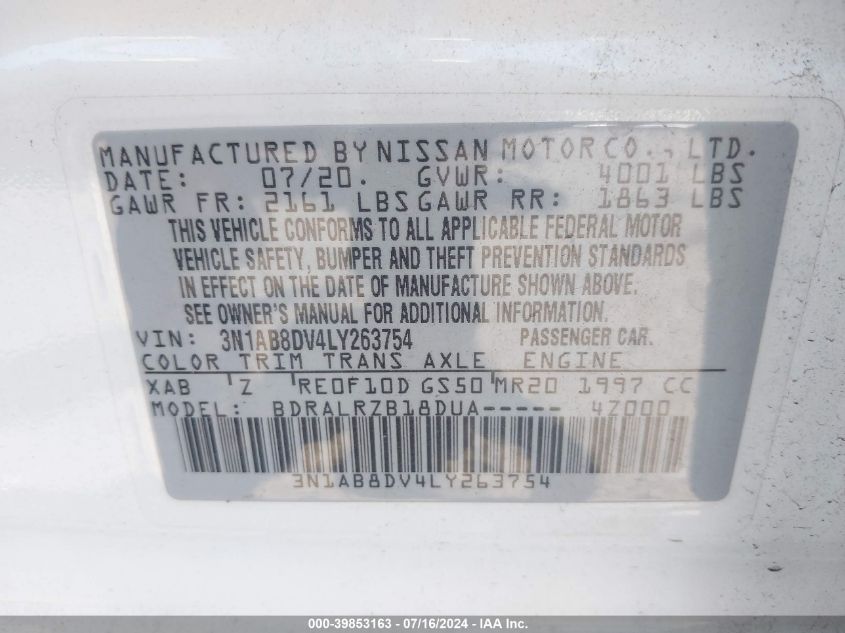 MANUFACTURED BY NISSAN MOTOR CO., LTD.
DATE: 07/20. GVWR: 4001 LBS
GAWR FR: 2161 LBS GAWR RR: 1863 LBS
THIS VEHICLE CONFORMS TO ALL APPLICABLE FEDERAL MOTOR
VEHICLE SAFETY, BUMPER AND THEFT PREVENTION STANDARDS
IN EFFECT ON THE DATE OF MANUFACTURE SHOWN ABOVE.
SEE OWNER'S MANUAL FOR ADDITIONAL INFORMATION.
VIN: 3N1AB8DV4LY263754 PASSENGER CAR.
COLOR TRIM TRANS AXLE ENGINE
XAB Z RE0F10D GS50 MR20 1997 CC
MODEL: BDRALRZB18DUA----- 4Z000
3N1AB8DV4LY263754
000-39853163 - 07/16/2024 - IAA Inc.